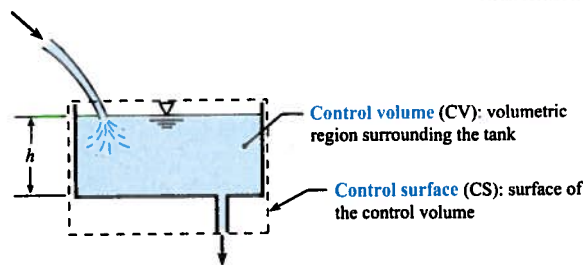 Control volume (CV): volumetric
region surrounding the tank
h
Control surface (CS): surface of
the control volume